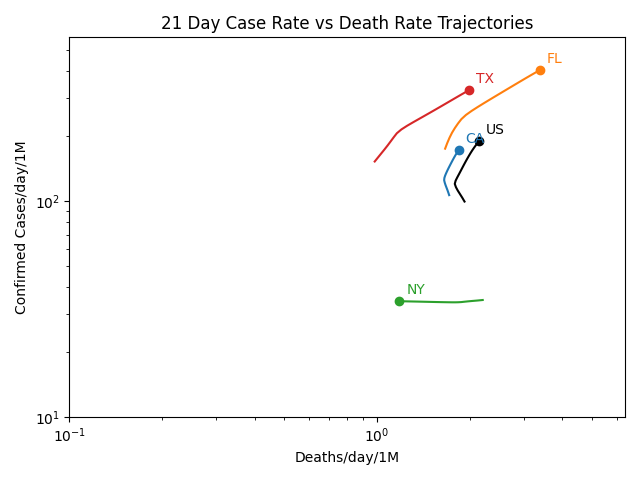 21 Day Case Rate vs Death Rate Trajectories
FL
TX
US
CA
NY
Confirmed Cases/day/1M
10²
10¹
10⁻¹
10⁰
Deaths/day/1M